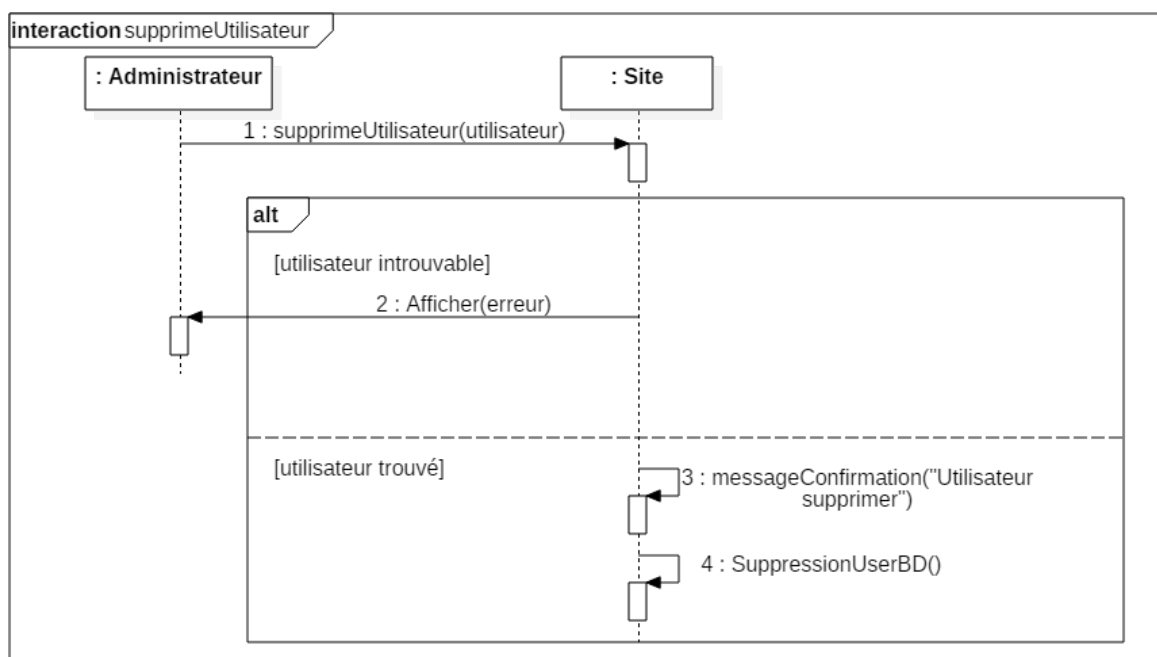 interaction supprimeUtilisateur
: Administrateur
: Site
1 : supprimeUtilisateur(utilisateur)
alt
[utilisateur introuvable]
2 : Afficher(erreur)
[utilisateur trouvé]
3 : messageConfirmation("Utilisateur
supprimer")
4 : SuppressionUserBD()